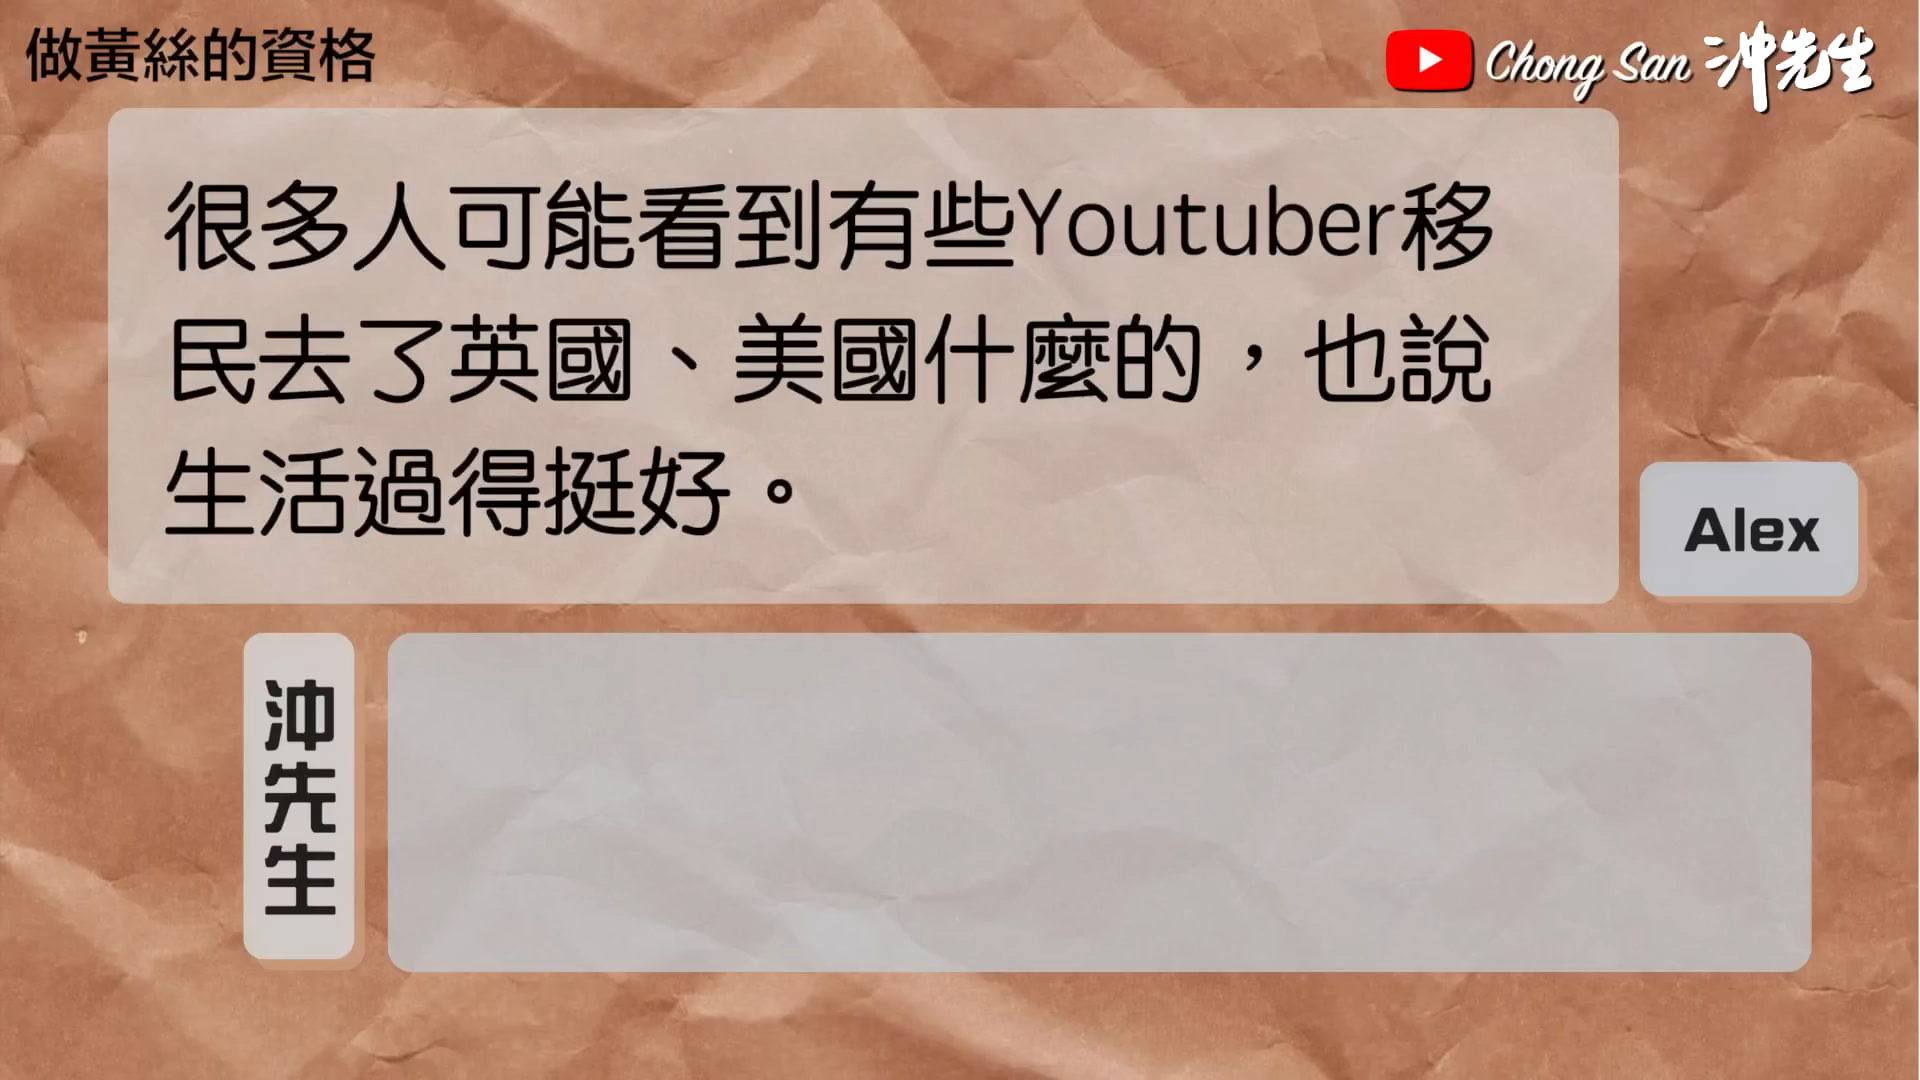 做黃絲的資格
Chong San 沖先生
很多人可能看到有些Youtuber移
民去了英國、美國什麼的，也說
生活過得挺好。
Alex
沖先生